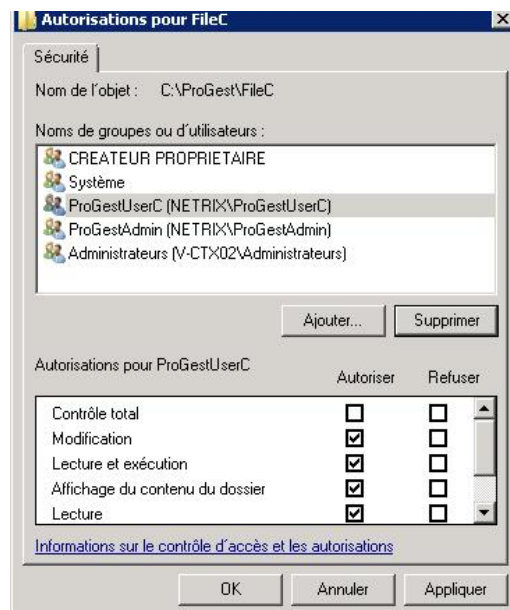 Autorisations pour FileC
Sécurité
Nom de l'objet : C:\ProGest\FileC
Noms de groupes ou d'utilisateurs :
CREATEUR PROPRIETAIRE
Système
ProGestUserC (NETRIX\ProGestUserC)
ProGestAdmin (NETRIX\ProGestAdmin)
Administrateurs (V-CTX02\Administrateurs)
Ajouter... Supprimer
Autorisations pour ProGestUserC Autoriser Refuser
Contrôle total
Modification
Lecture et exécution
Affichage du contenu du dossier
Lecture
Informations sur le contrôle d'accès et les autorisations
OK Annuler Appliquer